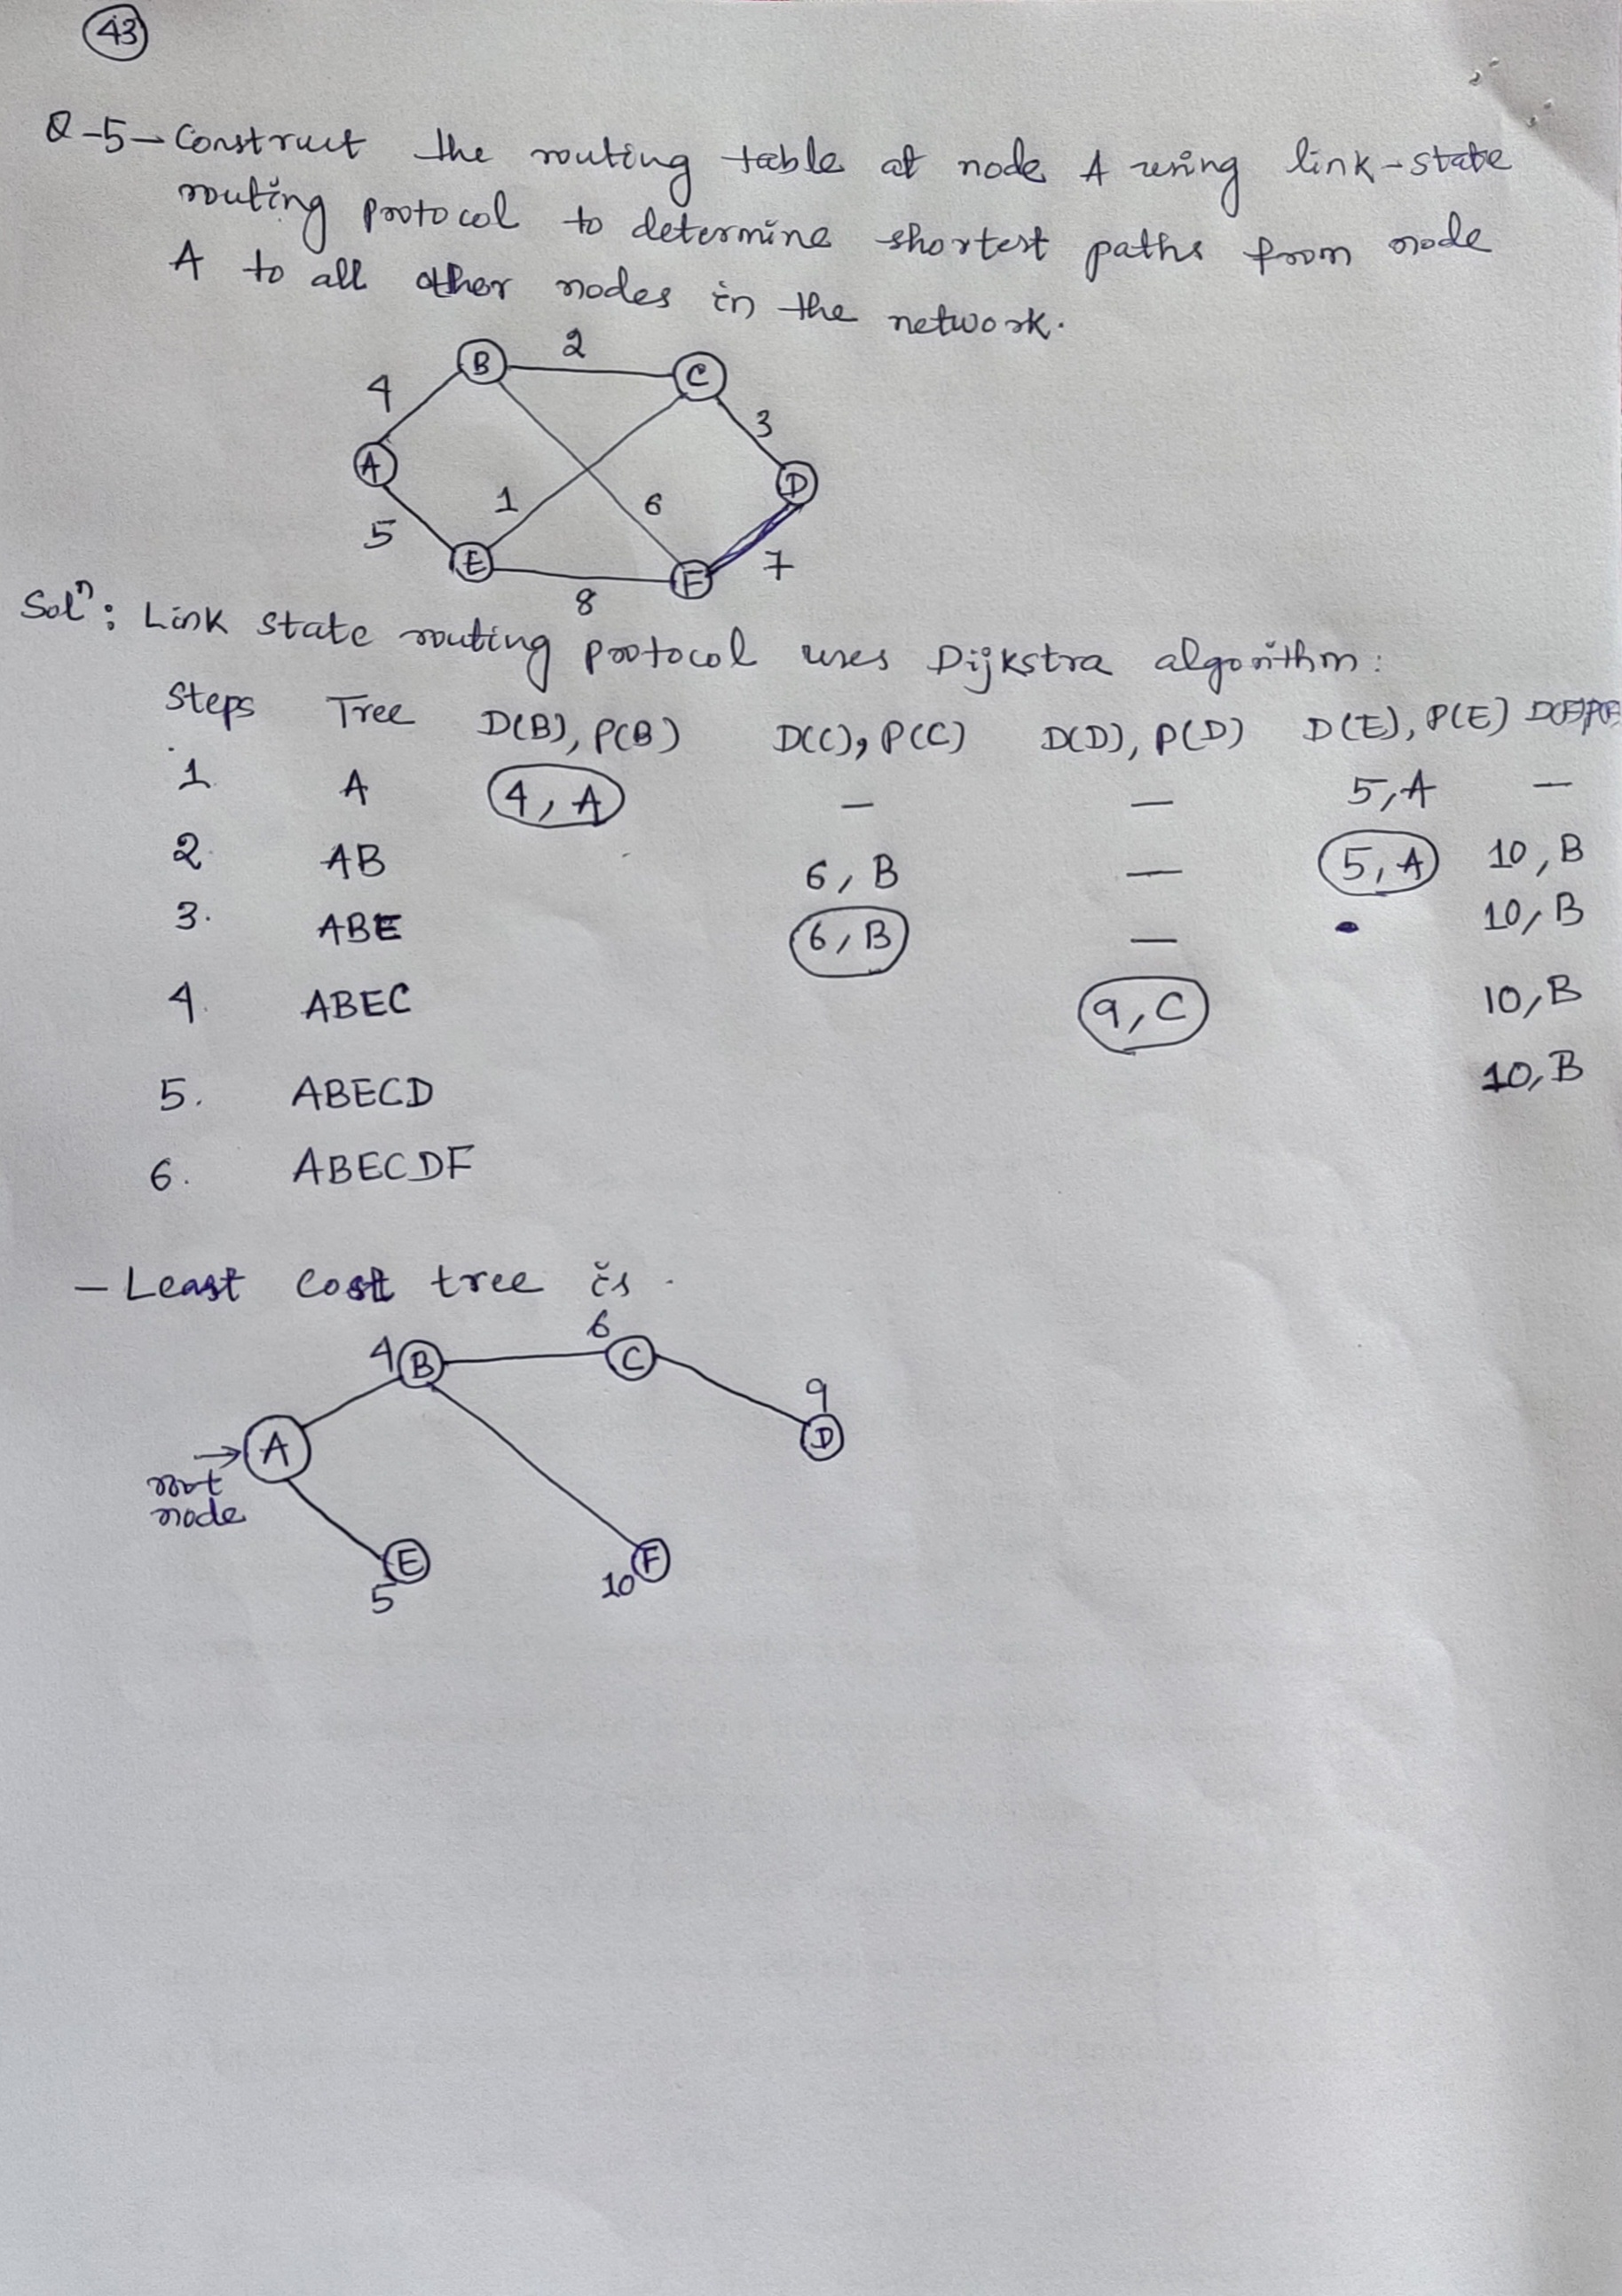 43
Q-5- Construct the routing table at node A using link-state
routing protocol to determine shortest paths from node
A to all other nodes in the network.
B 2 C
4 3
A D
1 6
5 7
E F
8
Solⁿ: Link state routing protocol uses Dijkstra algorithm:
Steps Tree D(B), P(B) D(C), P(C) D(D), P(D) D(E), P(E) D(F), P(F)
1 A 4, A — — 5, A —
2. AB 6, B — 5, A 10, B
3. ABE 6, B — 10, B
4. ABEC 9, C 10, B
5. ABECD 10, B
6. ABECDF
- Least Cost tree is.
4 B 6 C
9
A D
root
node
E F
5 10